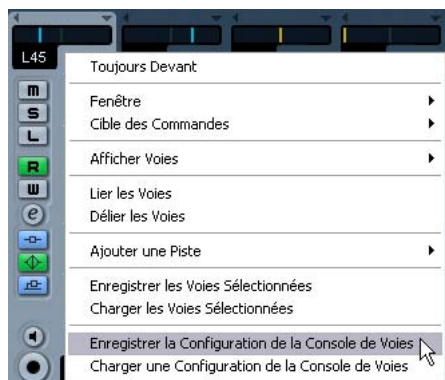 L45
m
S
L
R
W
e
Toujours Devant
Fenêtre
Cible des Commandes
Afficher Voies
Lier les Voies
Délier les Voies
Ajouter une Piste
Enregistrer les Voies Sélectionnées
Charger les Voies Sélectionnées
Enregistrer la Configuration de la Console de Voies
Charger une Configuration de la Console de Voies